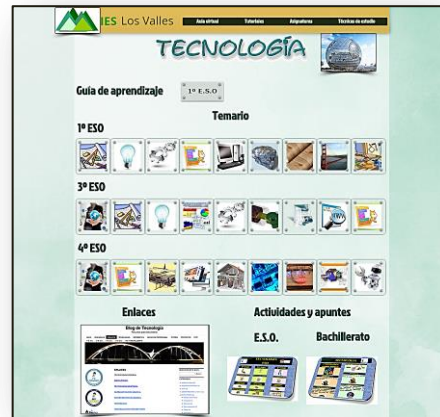 IES Los Valles
Aula virtual Tutoriales Asignaturas Técnicas de estudio
TECNOLOGÍA
Guía de aprendizaje 1º E.S.O
Temario
1º ESO
3º ESO
4º ESO
Enlaces Actividades y apuntes
Blog de Tecnología
E.S.O. Bachillerato
ENLACES